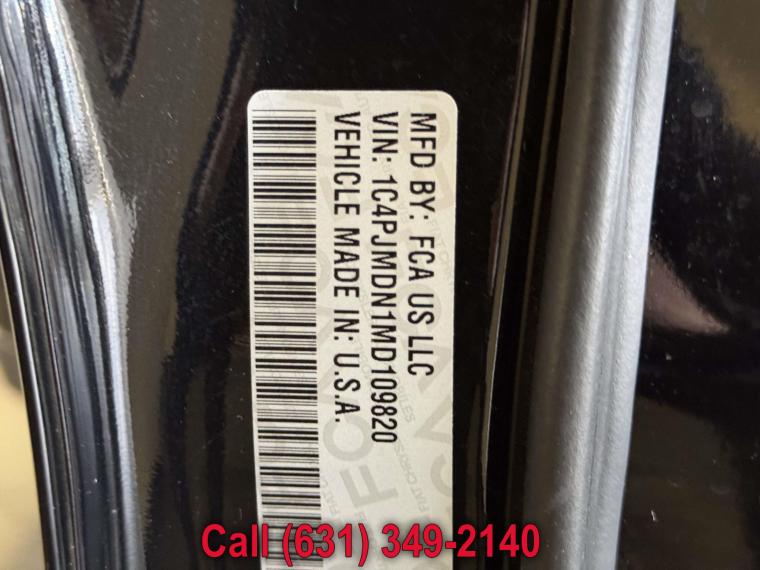 MFD BY: FCA US LLC
VIN: 1C4PJMDN1MD109820
VEHICLE MADE IN: U.S.A.
Call (631) 349-2140